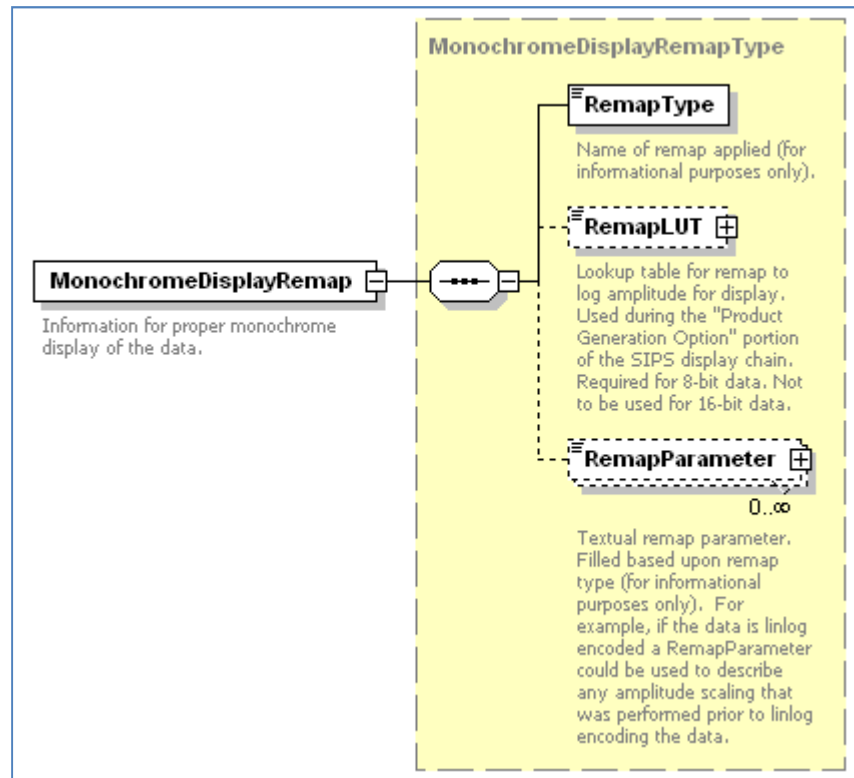 MonochromeDisplayRemapType
RemapType
Name of remap applied (for
informational purposes only).
RemapLUT
Lookup table for remap to
log amplitude for display.
Used during the "Product
Generation Option" portion
of the SIPS display chain.
Required for 8-bit data. Not
to be used for 16-bit data.
MonochromeDisplayRemap
Information for proper monochrome
display of the data.
RemapParameter
0..∞
Textual remap parameter.
Filled based upon remap
type (for informational
purposes only).  For
example, if the data is linlog
encoded a RemapParameter
could be used to describe
any amplitude scaling that
was performed prior to linlog
encoding the data.